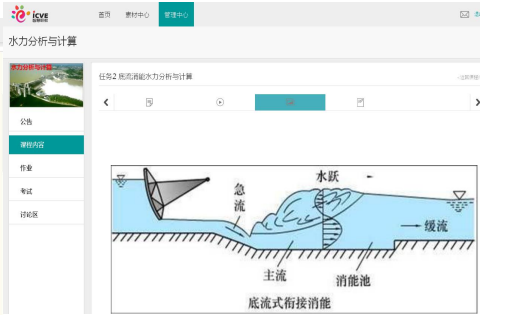 icve
首页 素材中心 管理中心
水力分析与计算
水力分析与计算
任务2 底流消能水力分析与计算
公告
课程内容
作业
考试
讨论区
水跃
急流
缓流
主流
消能池
底流式衔接消能